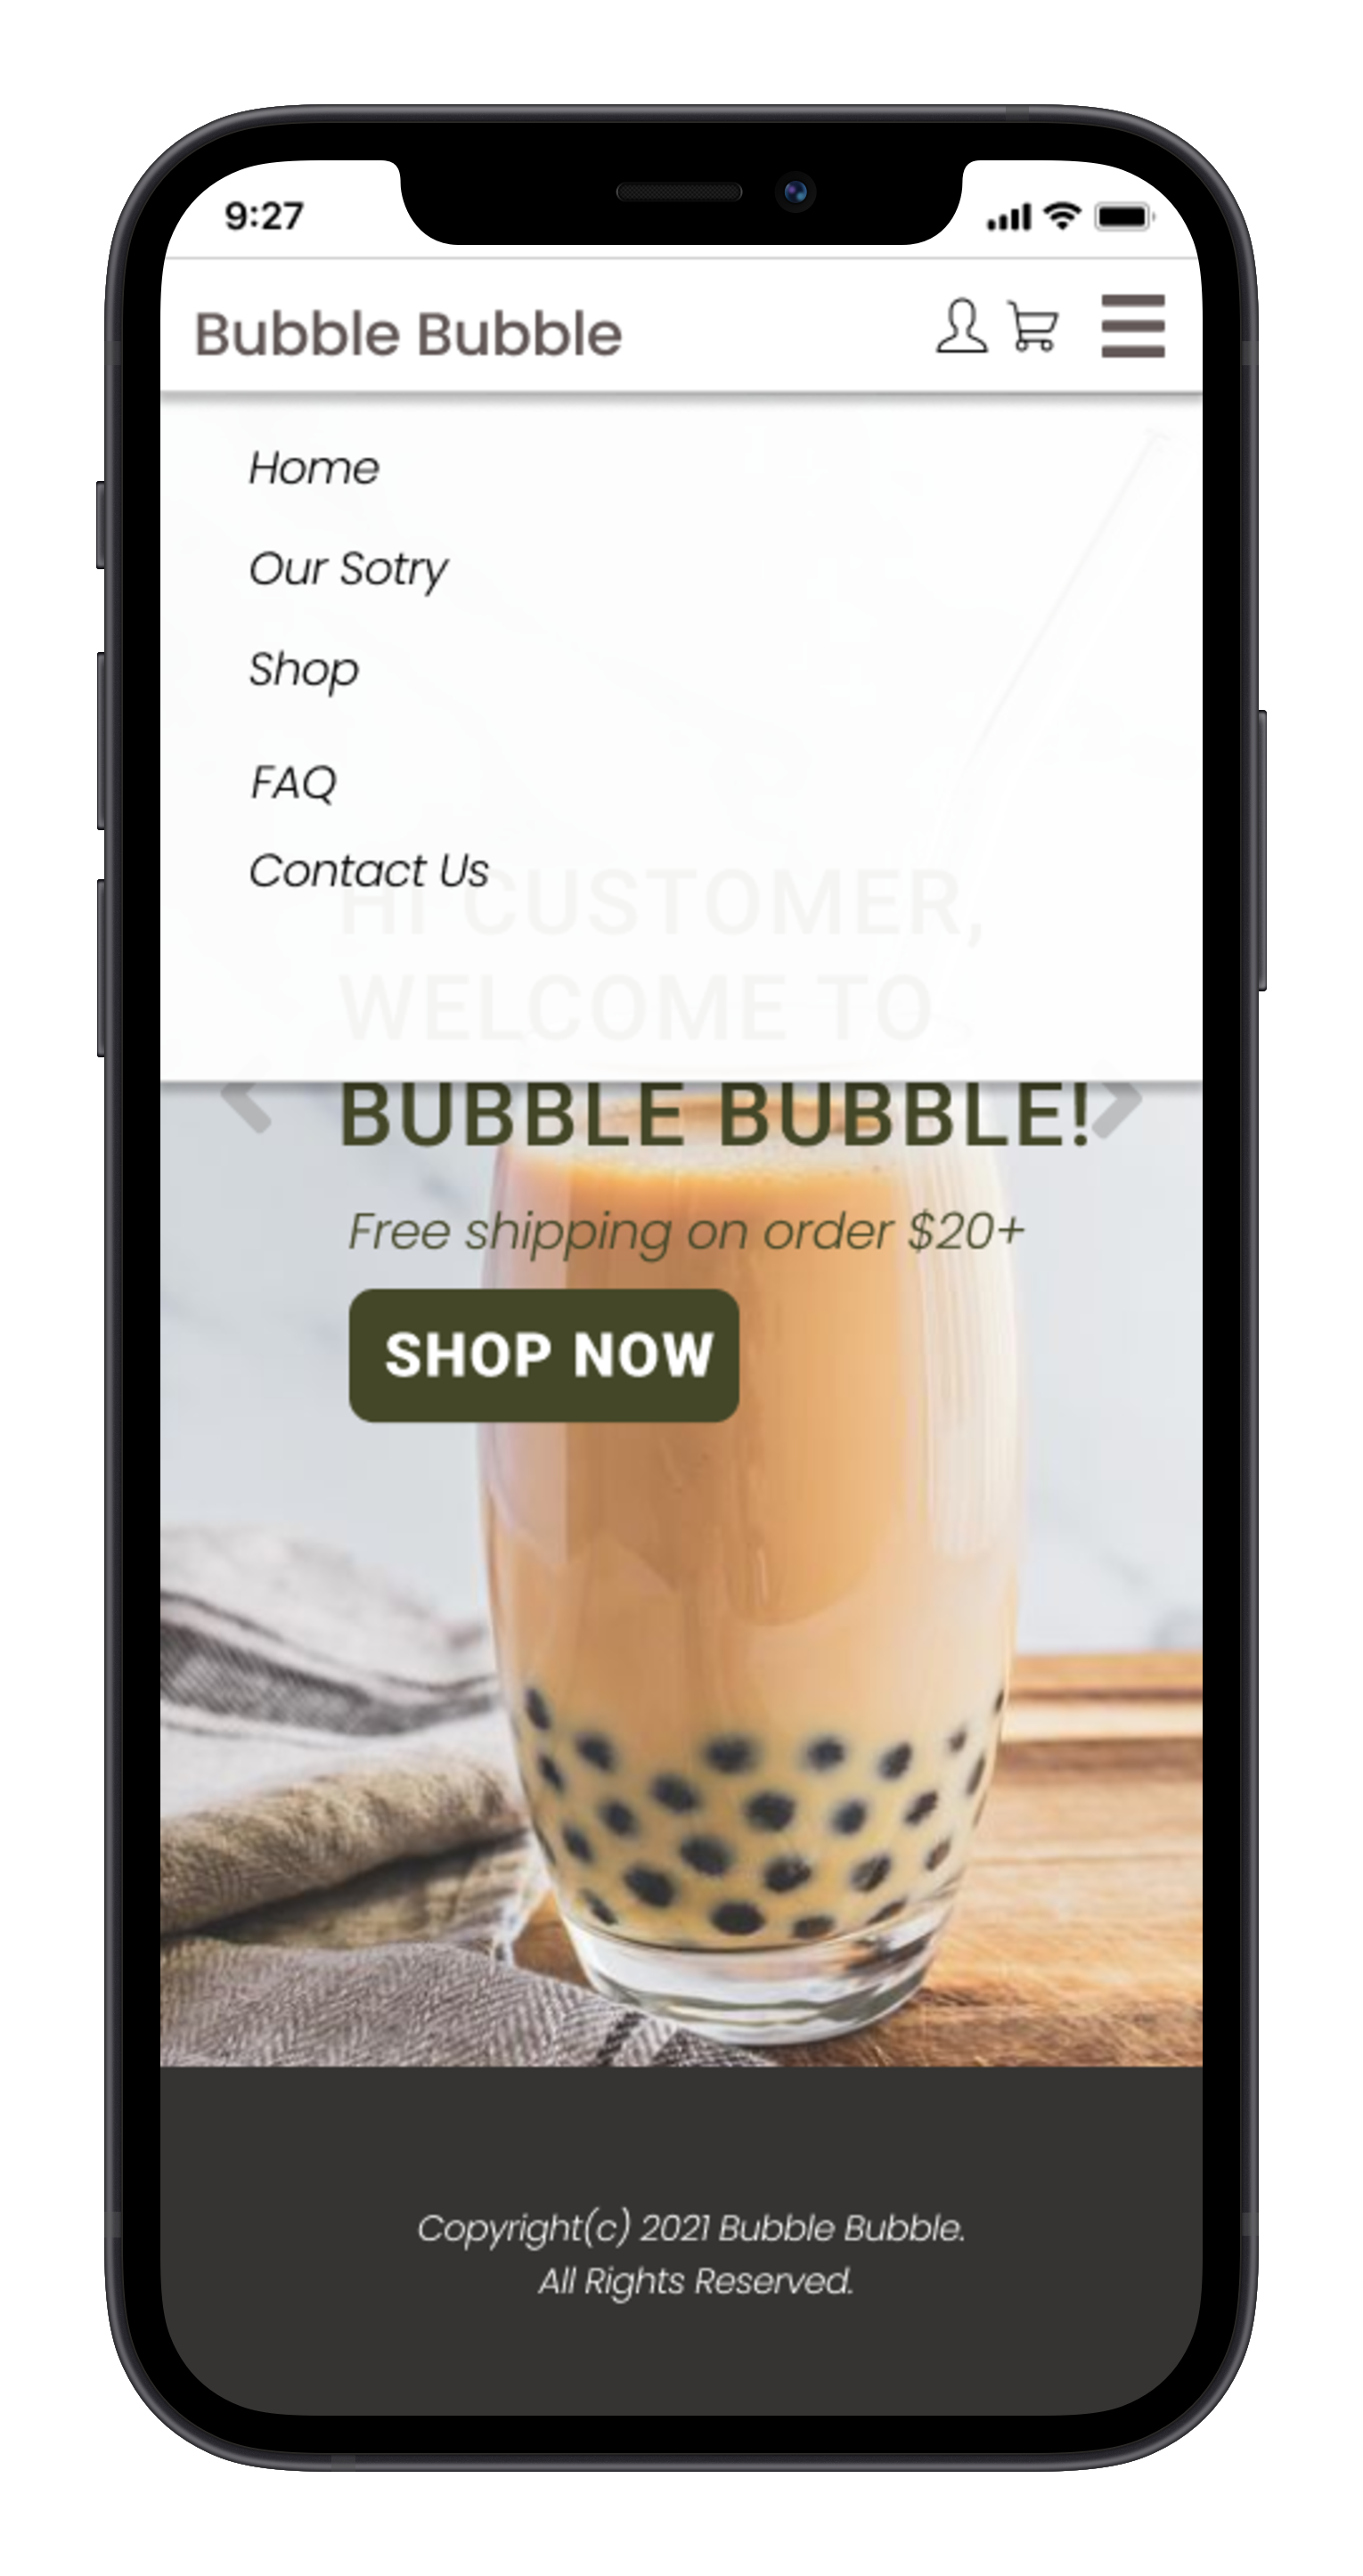 9:27
Bubble Bubble
Home
Our Sotry
Shop
FAQ
Contact Us
HI CUSTOMER,
WELCOME TO
BUBBLE BUBBLE!
Free shipping on order $20+
SHOP NOW
Copyright(c) 2021 Bubble Bubble.
All Rights Reserved.